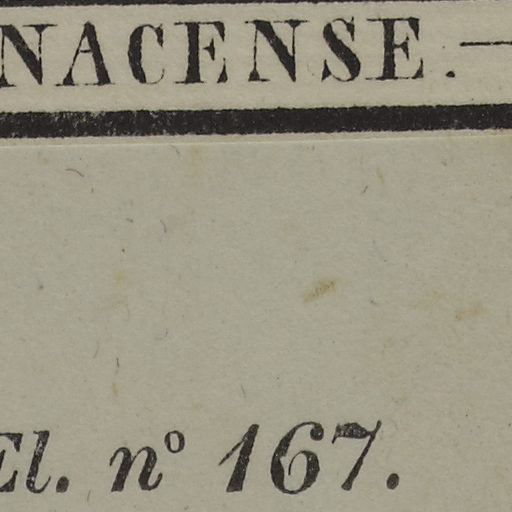 NACENSE.—
El. nº 167.